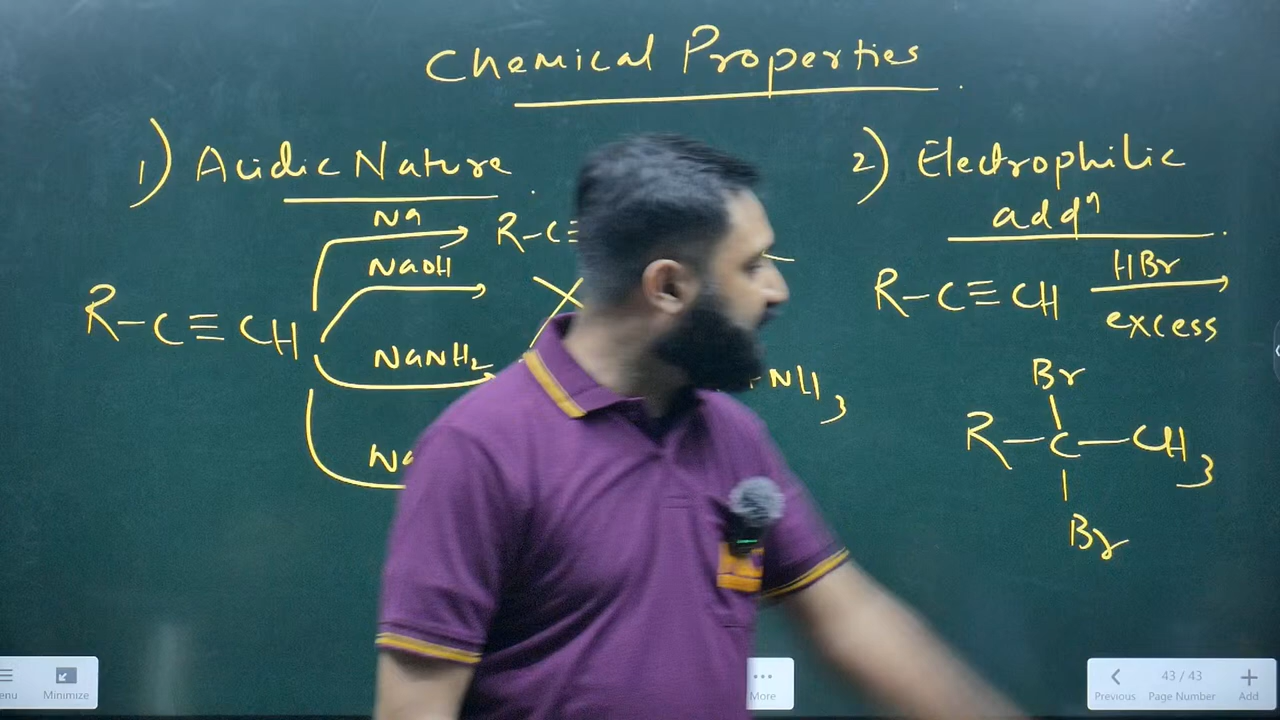 Chemical Properties
1) Acidic Nature
Na
R-C≡
NaOH
R-C≡CH
NaNH₂
NH₃
2) Electrophilic
addⁿ
R-C≡CH
HBr
excess
Br
R-C-CH₃
Br
Minimize
More
Previous
43 / 43
Page Number
Add